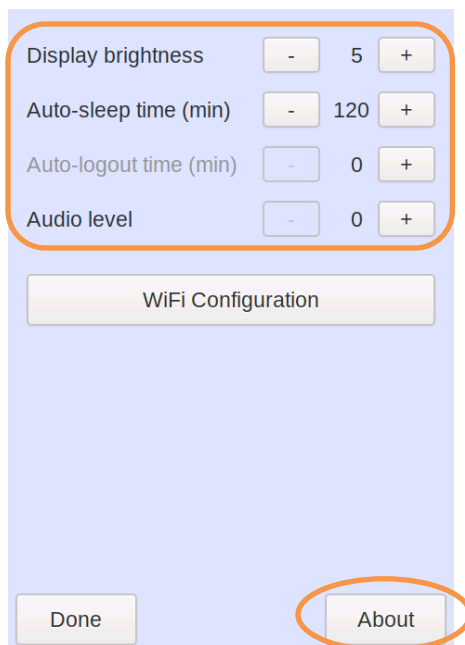 Display brightness - 5 +
Auto-sleep time (min) - 120 +
Auto-logout time (min) - 0 +
Audio level - 0 +
WiFi Configuration
Done About